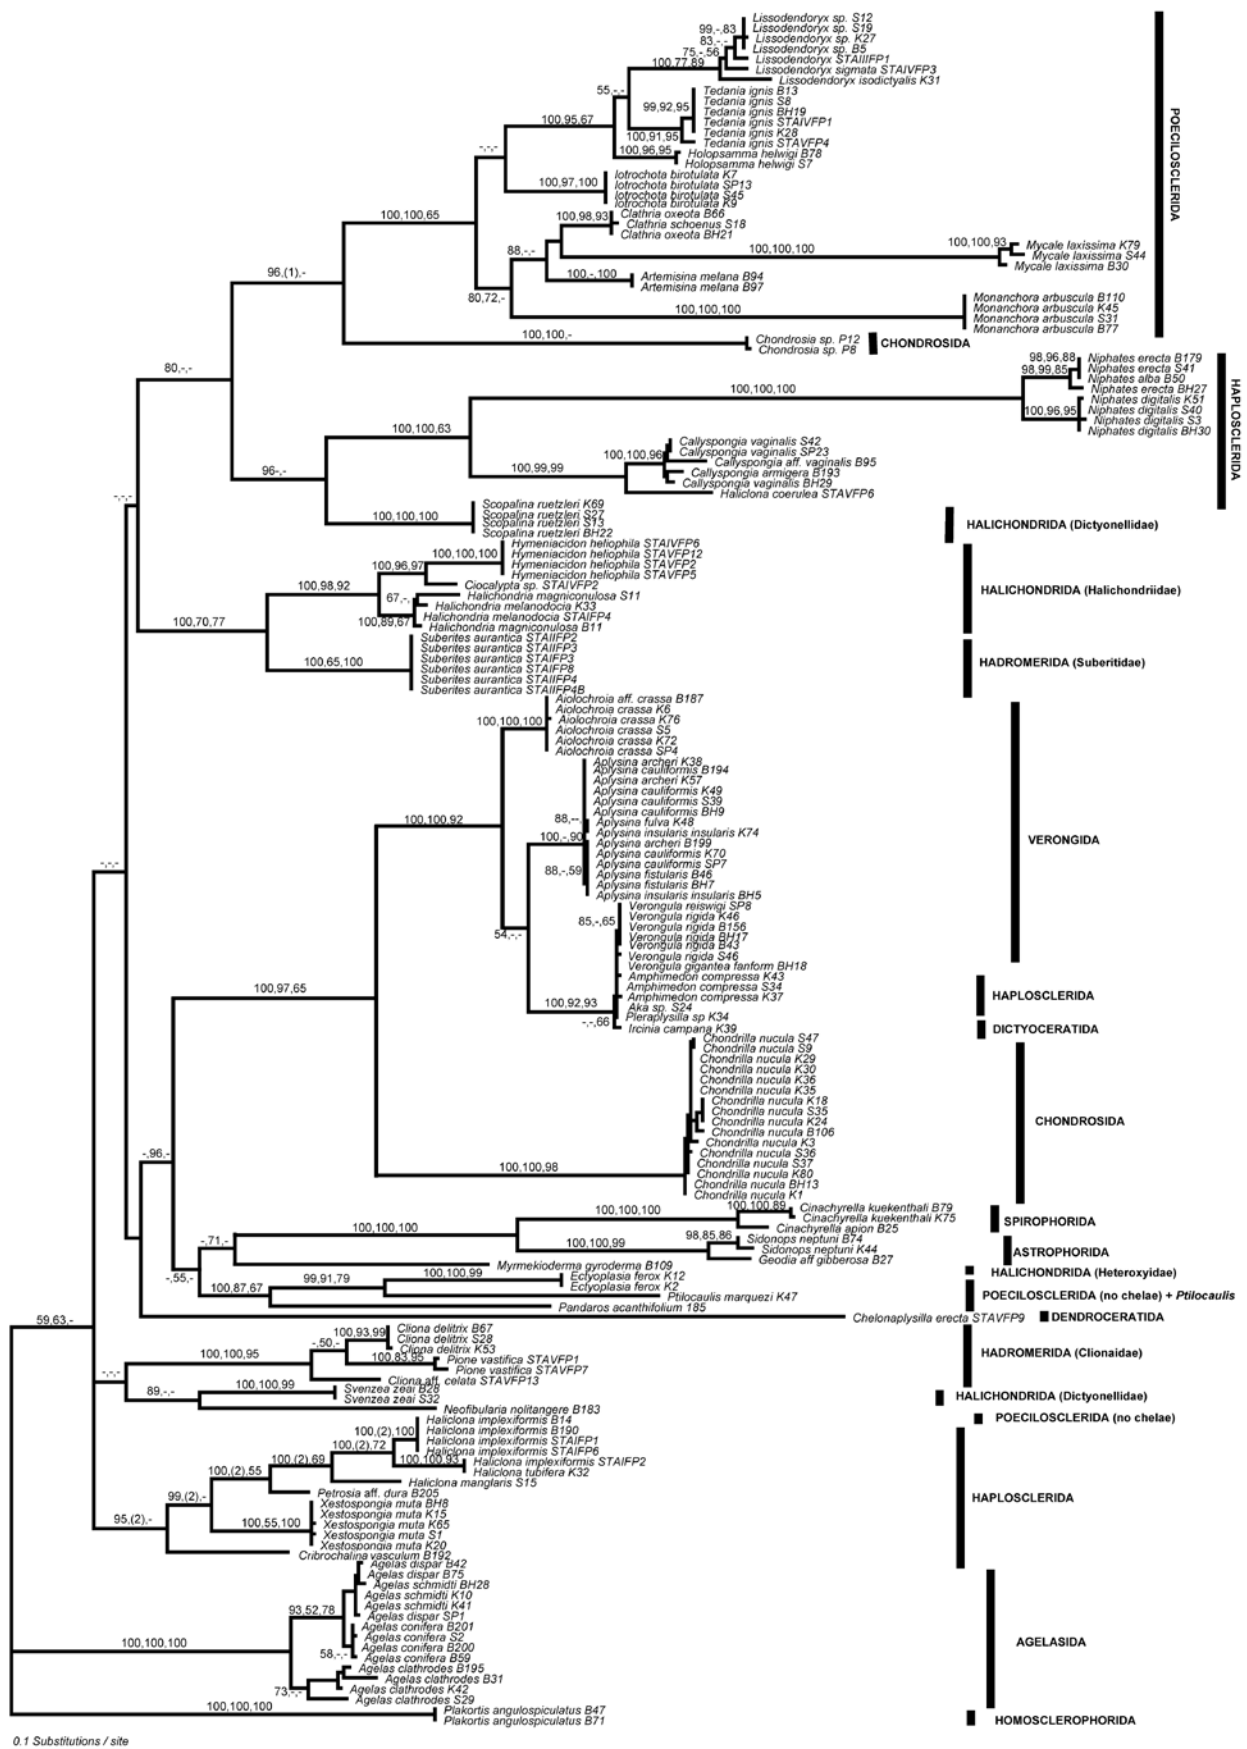 Lissodendoryx sp. S12
99,-,83
Lissodendoryx sp. S19
83,-,-
Lissodendoryx sp. K27
Lissodendoryx sp. B5
75,-,56
Lissodendoryx STAIIIFP1
100,77,89
Lissodendoryx sigmata STAIVFP3
Lissodendoryx isodictyalis K31
55,-,-
Tedania ignis B13
Tedania ignis S8
99,92,95
Tedania ignis BH19
Tedania ignis STAIVFP1
100,95,67
Tedania ignis K28
100,91,95
Tedania ignis STAVFP4
-,-,-
100,96,95
Holopsamma helwigi B78
Holopsamma helwigi S7
Iotrochota birotulata K7
100,97,100
Iotrochota birotulata SP13
Iotrochota birotulata S45
Iotrochota birotulata K9
100,100,65
100,98,93
Clathria oxeota B66
Clathria schoenus S18
Clathria oxeota BH21
88,-,-
100,100,100
100,100,93
Mycale laxissima K79
Mycale laxissima S44
Mycale laxissima B30
96,(1),-
100,-,100
Artemisina melana B94
Artemisina melana B97
80,72,-
Monanchora arbuscula B110
100,100,100
Monanchora arbuscula K45
Monanchora arbuscula S31
Monanchora arbuscula B77
POECILOSCLERIDA
100,100,-
Chondrosia sp. P12
Chondrosia sp. P8
CHONDROSIDA
80,-,-
98,96,88
Niphates erecta B179
Niphates erecta S41
98,99,85
Niphates alba B50
Niphates erecta BH27
100,100,100
Niphates digitalis K51
100,96,95
Niphates digitalis S40
Niphates digitalis S3
Niphates digitalis BH30
100,100,63
Callyspongia vaginalis S42
Callyspongia vaginalis SP23
100,100,96
Callyspongia aff. vaginalis B95
96-,-
100,99,99
Callyspongia armigera B193
Callyspongia vaginalis BH29
Haliclona coerulea STAVFP6
HAPLOSCLERIDA
-,-,-
Scopalina ruetzleri K69
Scopalina ruetzleri S27
100,100,100
Scopalina ruetzleri S13
Scopalina ruetzleri BH22
HALICHONDRIDA (Dictyonellidae)
Hymeniacidon heliophila STAIVFP6
100,100,100
Hymeniacidon heliophila STAVFP12
100,96,97
Hymeniacidon heliophila STAVFP2
Hymeniacidon heliophila STAVFP5
Ciocalypta sp. STAIVFP2
100,98,92
67,-,
Halichondria magniconulosa S11
Halichondria melanodocia K33
100,89,67
Halichondria melanodocia STAIFP4
Halichondria magniconulosa B11
HALICHONDRIDA (Halichondriidae)
100,70,77
Suberites aurantica STAIIFP2
Suberites aurantica STAIIFP3
100,65,100
Suberites aurantica STAIFP3
Suberites aurantica STAIFP8
Suberites aurantica STAIIFP4
Suberites aurantica STAIIFP4B
HADROMERIDA (Suberitidae)
Aiolochroia aff. crassa B187
Aiolochroia crassa K6
100,100,100
Aiolochroia crassa K76
Aiolochroia crassa S5
Aiolochroia crassa K72
Aiolochroia crassa SP4
Aplysina archeri K38
Aplysina cauliformis B194
Aplysina archeri K57
Aplysina cauliformis K49
Aplysina cauliformis S39
Aplysina cauliformis BH9
100,100,92
88,--,
Aplysina fulva K48
Aplysina insularis insularis K74
100,-,90
Aplysina archeri B199
Aplysina cauliformis K70
Aplysina cauliformis SP7
88,-,59
Aplysina fistularis B46
Aplysina fistularis BH7
Aplysina insularis insularis BH5
VERONGIDA
-,-,-
Verongula reiswigi SP8
85,-,65
Verongula rigida K46
Verongula rigida B156
54,-,-
Verongula rigida BH17
Verongula rigida B43
Verongula rigida S46
Verongula gigantea fanform BH18
Amphimedon compressa K43
Amphimedon compressa S34
100,92,93
Amphimedon compressa K37
Aka sp. S24
HAPLOSCLERIDA
-,-,66
Pleraplysilla sp K34
Ircinia campana K39
DICTYOCERATIDA
100,97,65
Chondrilla nucula S47
Chondrilla nucula S9
Chondrilla nucula K29
Chondrilla nucula K30
Chondrilla nucula K36
Chondrilla nucula K35
Chondrilla nucula K18
Chondrilla nucula S35
Chondrilla nucula K24
Chondrilla nucula B106
Chondrilla nucula K3
Chondrilla nucula S36
100,100,98
Chondrilla nucula S37
Chondrilla nucula K80
Chondrilla nucula BH13
Chondrilla nucula K1
CHONDROSIDA
-,96,-
100,100,89
Cinachyrella kuekenthali B79
100,100,100
Cinachyrella kuekenthali K75
Cinachyrella apion B25
SPIROPHORIDA
100,100,100
98,85,86
Sidonops neptuni B74
100,100,99
Sidonops neptuni K44
Geodia aff gibberosa B27
ASTROPHORIDA
-,71,-
Myrmekioderma gyroderma B109
HALICHONDRIDA (Heteroxyidae)
-,55,-
100,100,99
Ectyoplasia ferox K12
99,91,79
Ectyoplasia ferox K2
100,87,67
Ptilocaulis marquezi K47
Pandaros acanthifolium 185
POECILOSCLERIDA (no chelae) + Ptilocaulis
Chelonaplysilla erecta STAVFP9
DENDROCERATIDA
59,63,-
100,93,99
Cliona delitrix B67
Cliona delitrix S28
-,50,-
Cliona delitrix K53
100,83,95
Pione vastifica STAVFP1
100,100,95
Pione vastifica STAVFP7
Cliona aff. celata STAVFP13
HADROMERIDA (Clionaidae)
-,-,-
100,100,99
Svenzea zeai B28
89,-,-
Svenzea zeai S32
HALICHONDRIDA (Dictyonellidae)
Neofibularia nolitangere B183
POECILOSCLERIDA (no chelae)
Haliclona implexiformis B14
100,(2),100
Haliclona implexiformis B190
Haliclona implexiformis STAIFP1
100,(2),72
Haliclona implexiformis STAIFP6
100,(2),69
100,100,93
Haliclona implexiformis STAIFP2
Haliclona tubifera K32
100,(2),55
Haliclona manglaris S15
Petrosia aff. dura B205
99,(2),-
Xestospongia muta BH8
Xestospongia muta K15
95,(2),-
100,55,100
Xestospongia muta K65
Xestospongia muta S1
Xestospongia muta K20
Cribrochalina vasculum B192
HAPLOSCLERIDA
Agelas dispar B42
Agelas dispar B75
Agelas schmidti BH28
Agelas schmidti K10
Agelas schmidti K41
93,52,78
Agelas dispar SP1
Agelas conifera B201
Agelas conifera S2
100,100,100
Agelas conifera B200
58,-,-
Agelas conifera B59
Agelas clathrodes B195
Agelas clathrodes B31
73,-,-
Agelas clathrodes K42
Agelas clathrodes S29
AGELASIDA
100,100,100
Plakortis angulospiculatus B47
Plakortis angulospiculatus B71
HOMOSCLEROPHORIDA
0.1 Substitutions / site